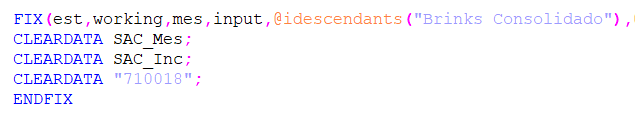 FIX(est,working,mes,input,@idescendants("Brinks Consolidado"),
CLEARDATA SAC_Mes;
CLEARDATA SAC_Inc;
CLEARDATA "710018";
ENDFIX